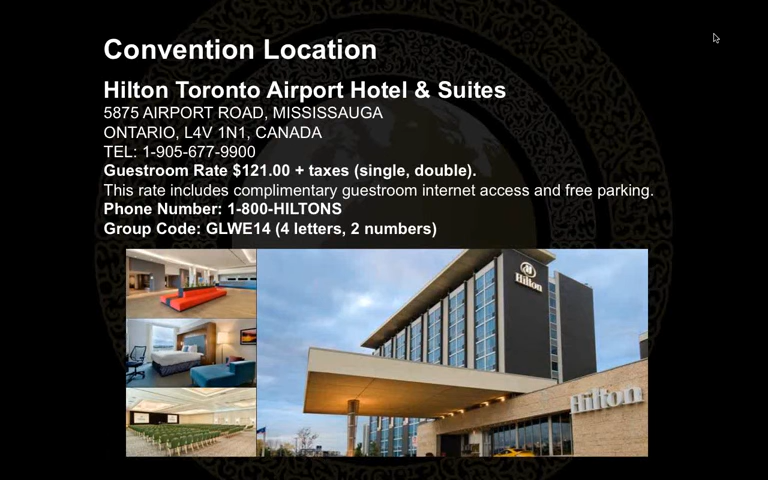 Convention Location
Hilton Toronto Airport Hotel & Suites
5875 AIRPORT ROAD, MISSISSAUGA
ONTARIO, L4V 1N1, CANADA
TEL: 1-905-677-9900
Guestroom Rate $121.00 + taxes (single, double).
This rate includes complimentary guestroom internet access and free parking.
Phone Number: 1-800-HILTONS
Group Code: GLWE14 (4 letters, 2 numbers)
Hilton
Hilton